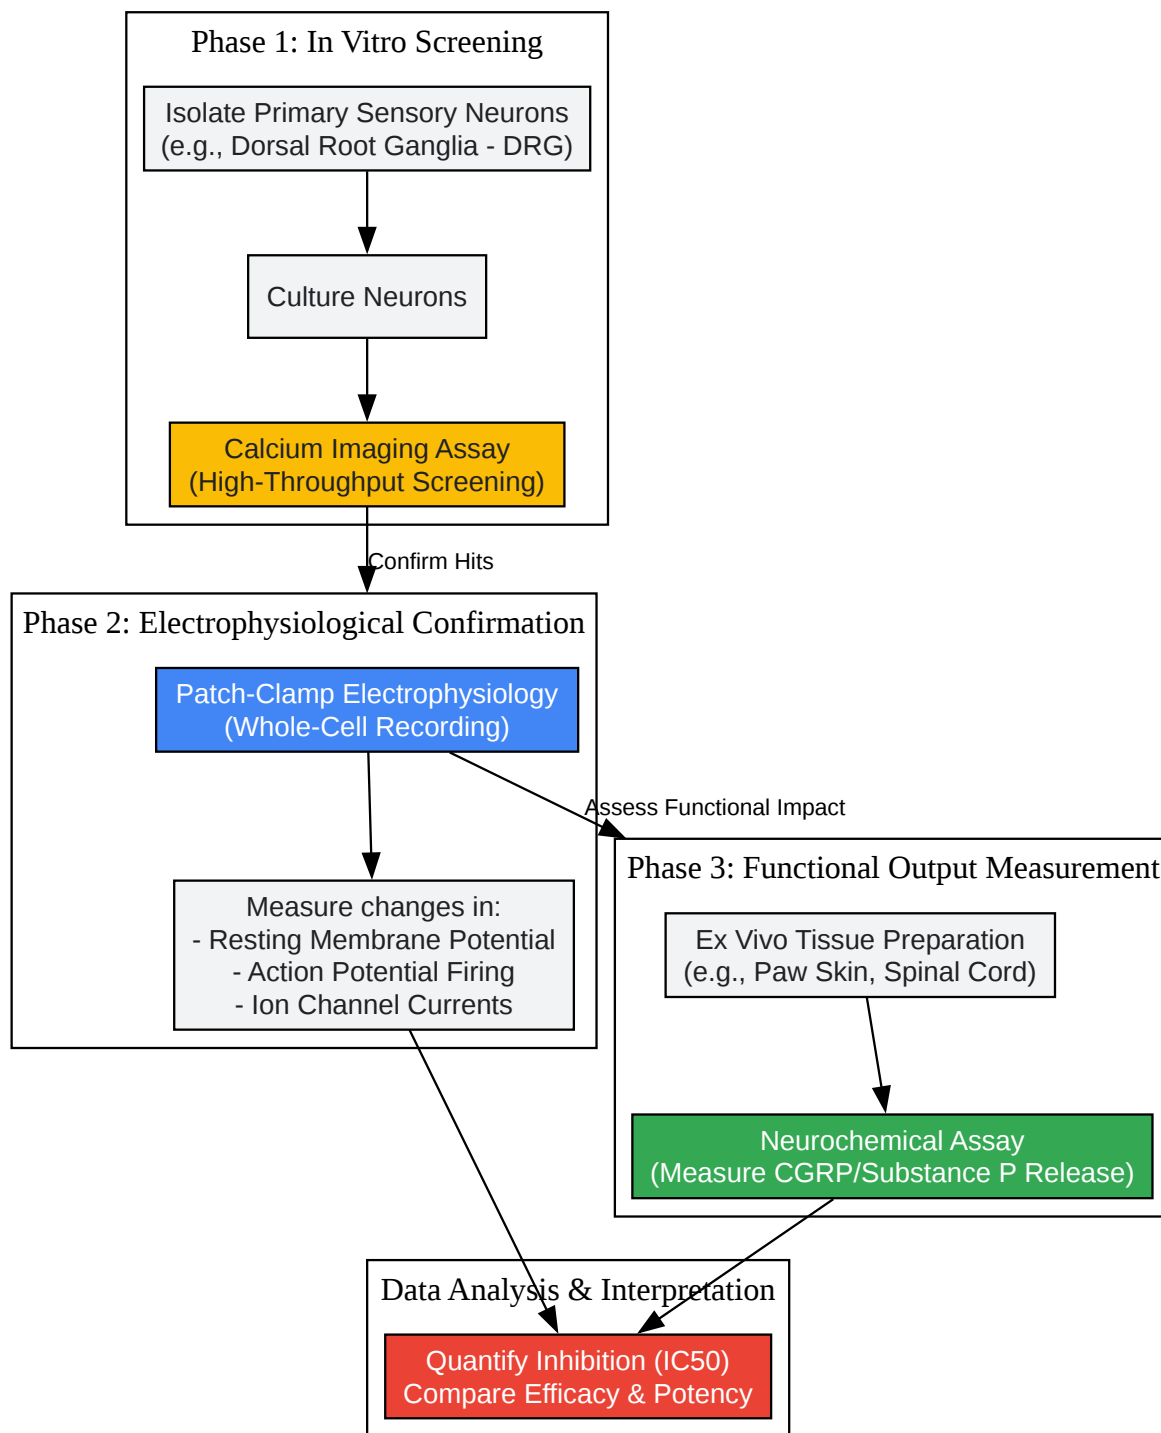 Phase 1: In Vitro Screening
Isolate Primary Sensory Neurons
(e.g., Dorsal Root Ganglia - DRG)
Culture Neurons
Calcium Imaging Assay
(High-Throughput Screening)
Confirm Hits
Phase 2: Electrophysiological Confirmation
Patch-Clamp Electrophysiology
(Whole-Cell Recording)
Assess Functional Impact
Measure changes in:
- Resting Membrane Potential
- Action Potential Firing
- Ion Channel Currents
Phase 3: Functional Output Measurement
Ex Vivo Tissue Preparation
(e.g., Paw Skin, Spinal Cord)
Neurochemical Assay
(Measure CGRP/Substance P Release)
Data Analysis & Interpretation
Quantify Inhibition (IC50)
Compare Efficacy & Potency